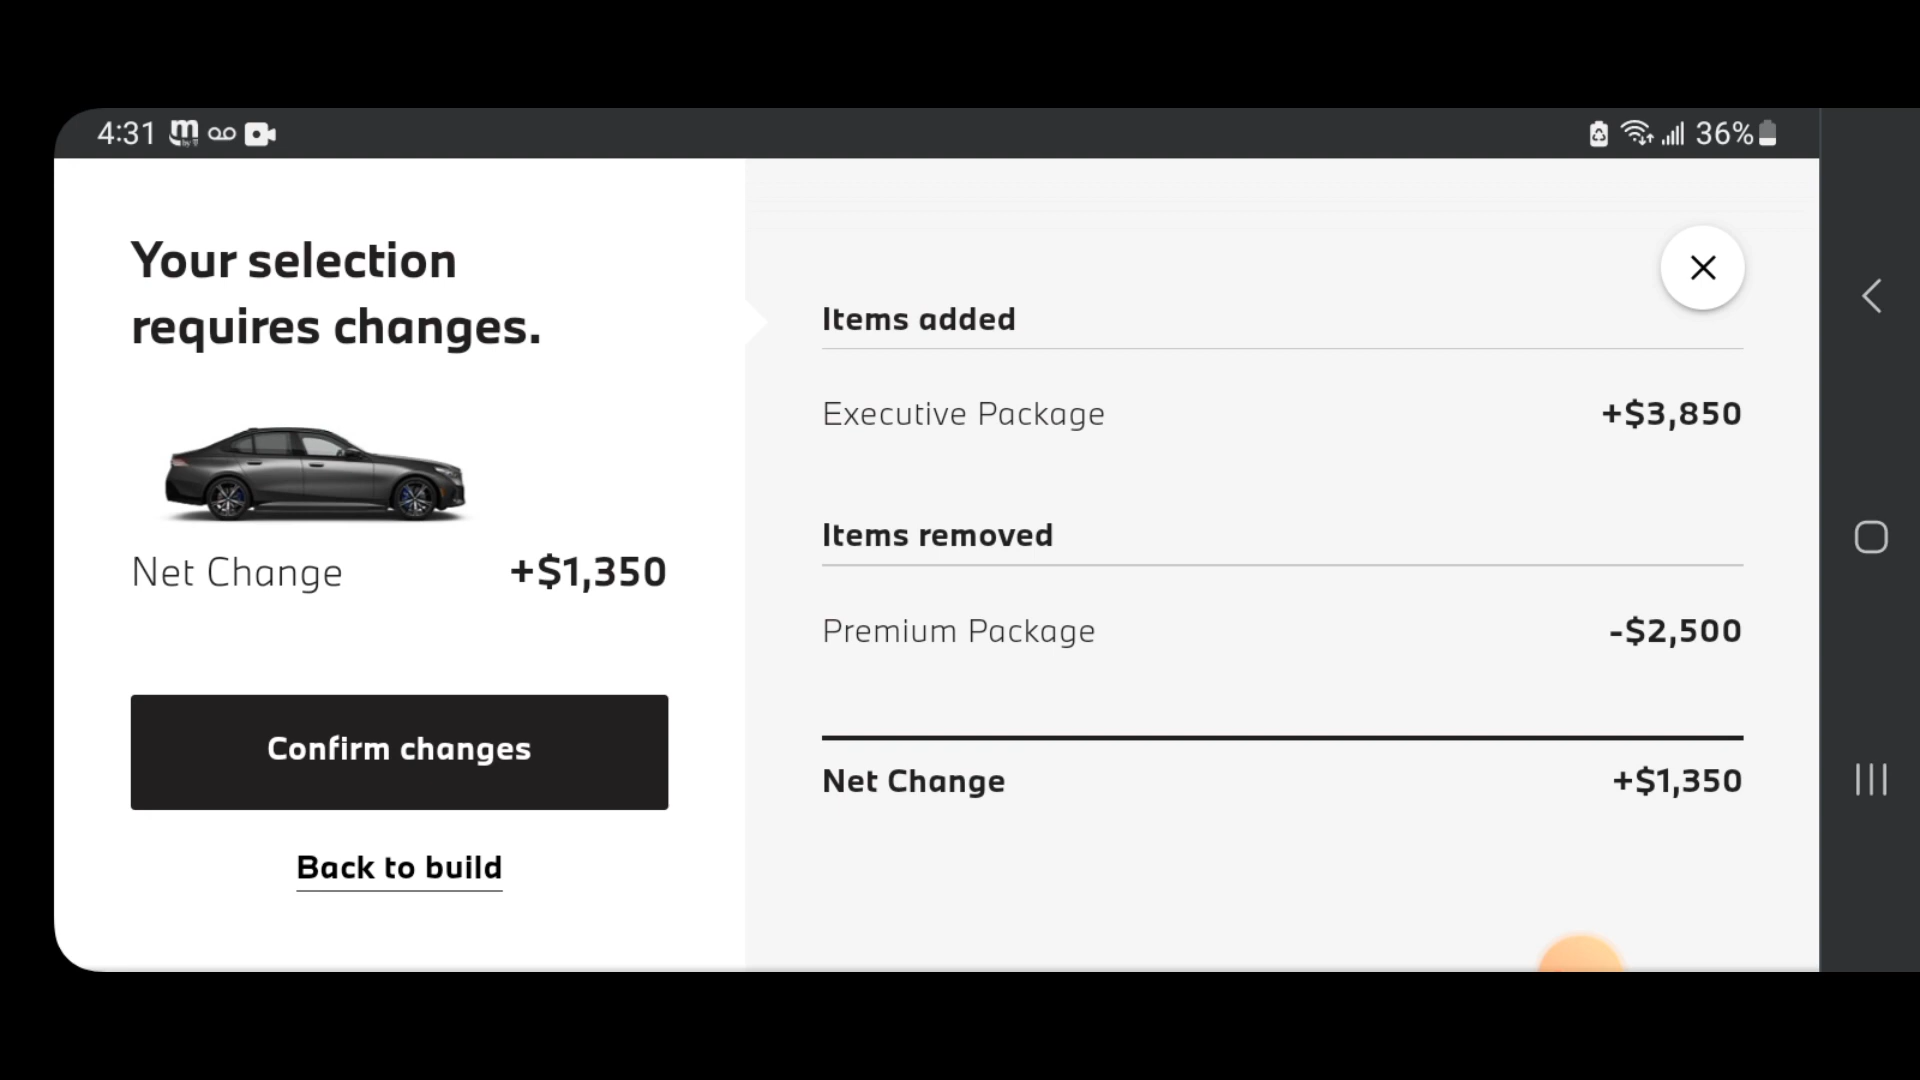 4:31
36%
Your selection
requires changes.
Net Change +$1,350
Confirm changes
Back to build
Items added
Executive Package +$3,850
Items removed
Premium Package -$2,500
Net Change +$1,350